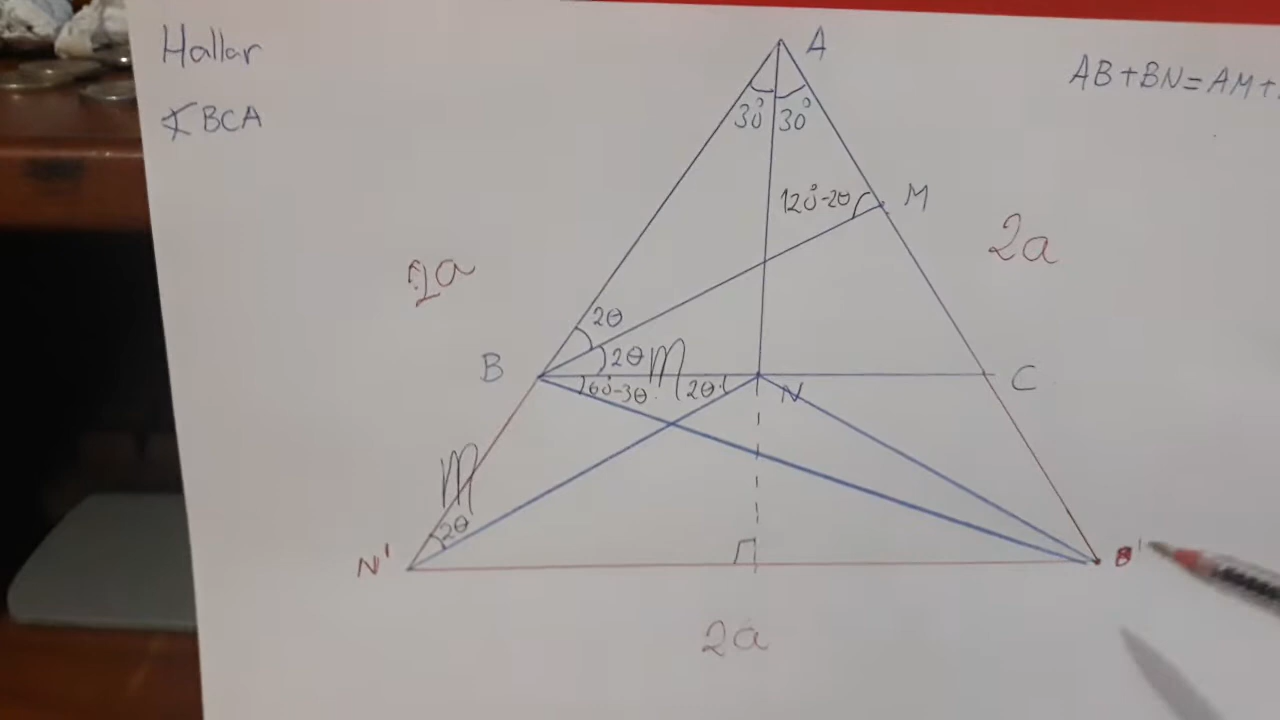 Hallar
∡BCA
A
AB+BN=AM+
30° 30°
120°-2θ
M
2a
2a
2θ
B
2θ
m
60°-3θ
2θ
N
C
m
2θ
N'
B'
2a